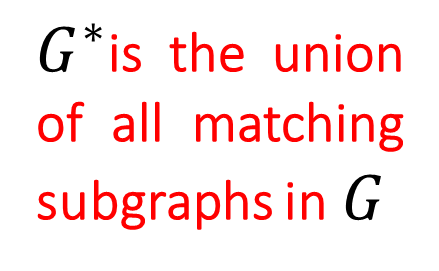 G* is the union
of all matching
subgraphs in G